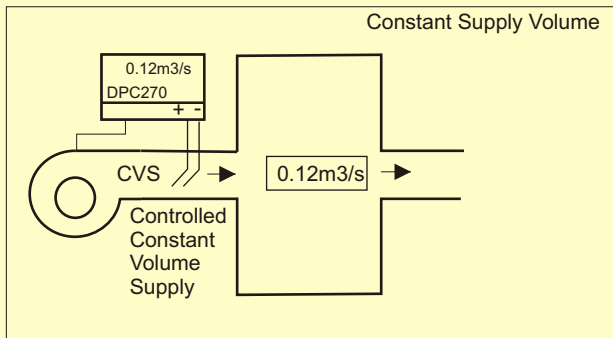 Constant Supply Volume
0.12m3/s
DPC270
+ -
CVS
0.12m3/s
Controlled
Constant
Volume
Supply